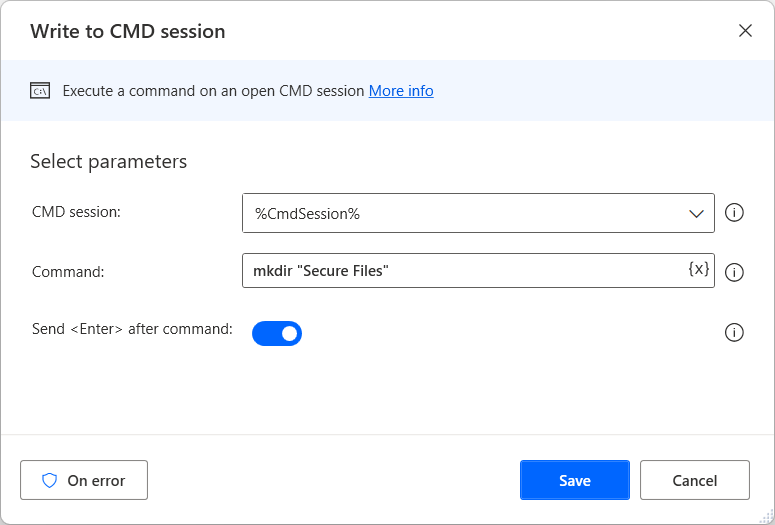 Write to CMD session
C:\
Execute a command on an open CMD session More info
Select parameters
CMD session:
%CmdSession%
Command:
mkdir "Secure Files"
{x}
Send <Enter> after command:
On error
Save
Cancel